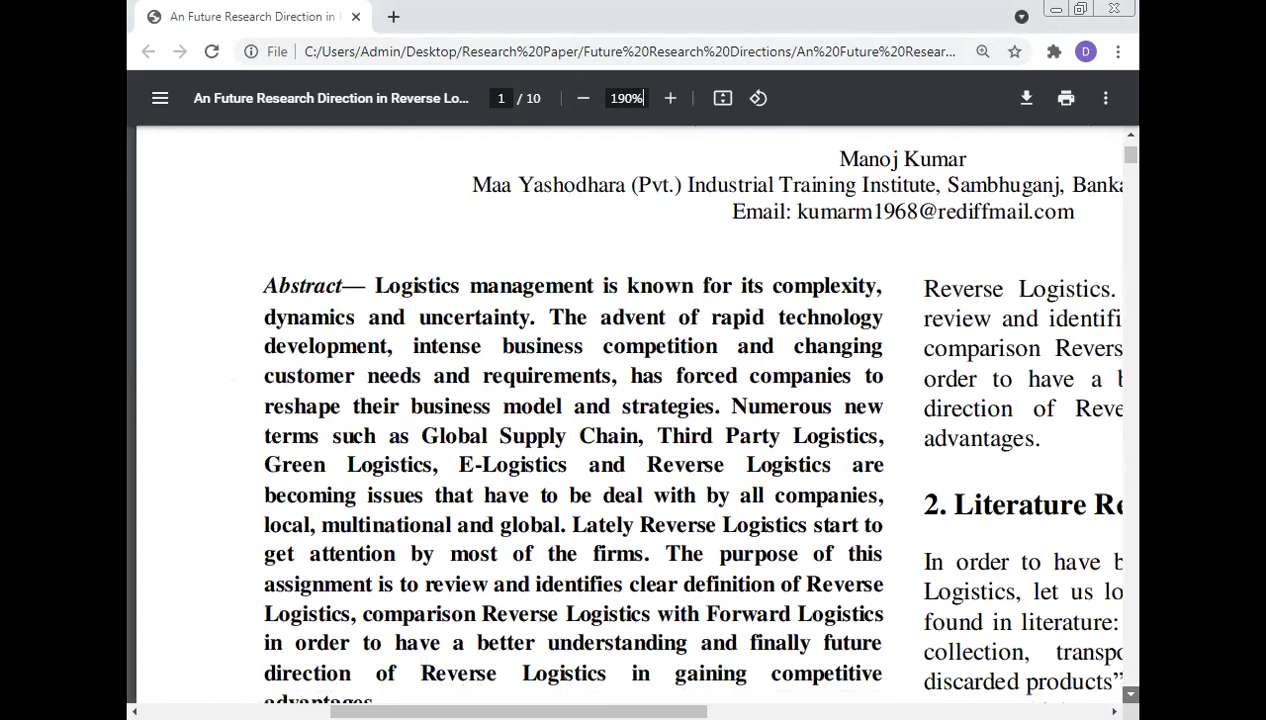 An Future Research Direction in
File C:/Users/Admin/Desktop/Research%20Paper/Future%20Research%20Directions/An%20Future%20Resear...
D
An Future Research Direction in Reverse Lo... 1 / 10 190%
Manoj Kumar
Maa Yashodhara (Pvt.) Industrial Training Institute, Sambhuganj, Banka
Email: kumarm1968@rediffmail.com
Abstract— Logistics management is known for its complexity,
dynamics and uncertainty. The advent of rapid technology
development, intense business competition and changing
customer needs and requirements, has forced companies to
reshape their business model and strategies. Numerous new
terms such as Global Supply Chain, Third Party Logistics,
Green Logistics, E-Logistics and Reverse Logistics are
becoming issues that have to be deal with by all companies,
local, multinational and global. Lately Reverse Logistics start to
get attention by most of the firms. The purpose of this
assignment is to review and identifies clear definition of Reverse
Logistics, comparison Reverse Logistics with Forward Logistics
in order to have a better understanding and finally future
direction of Reverse Logistics in gaining competitive
advantages.
Reverse Logistics.
review and identifi
comparison Revers
order to have a b
direction of Reve
advantages.
2. Literature Re
In order to have b
Logistics, let us lo
found in literature:
collection, transpo
discarded products”